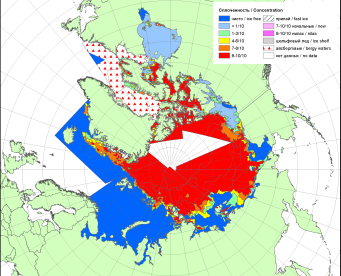 Сплоченность / Concentration
чисто / ice free
< 1/10
1-3/10
4-6/10
7-8/10
9-10/10
припай / fast ice
7-10/10 начальные / new
9-10/10 нилас / nilas
шельфовый лед / ice shelf
айсберговые / bergy waters
нет данных / no data